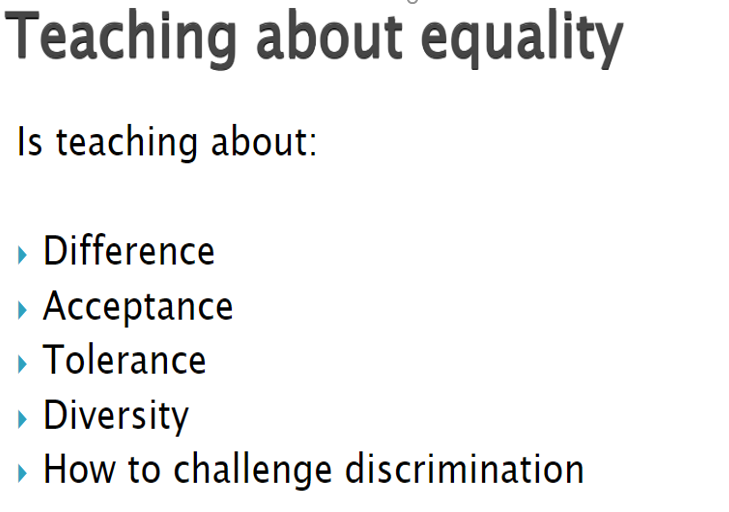 Teaching about equality
Is teaching about:
Difference
Acceptance
Tolerance
Diversity
How to challenge discrimination